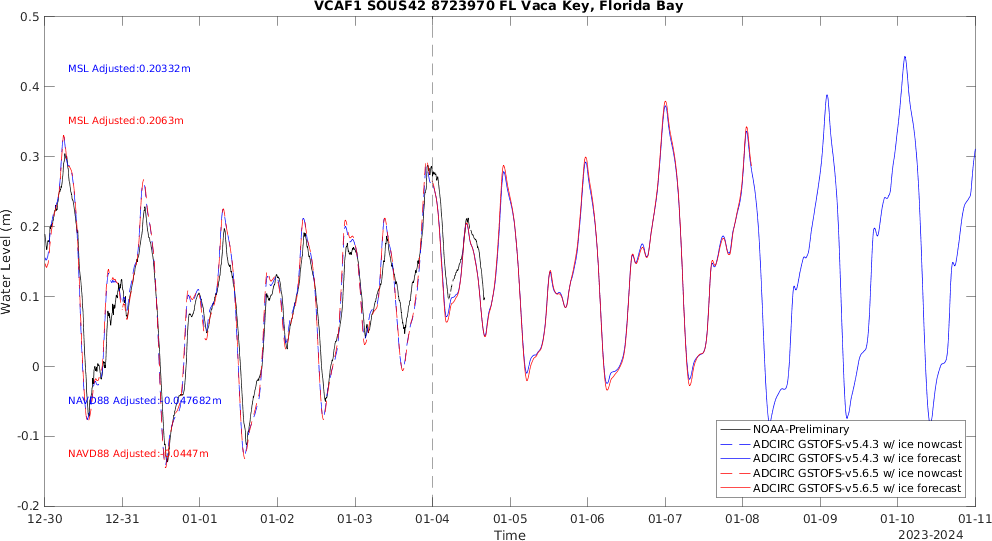 VCAF1 SOUS42 8723970 FL Vaca Key, Florida Bay
0.5
0.4
0.3
0.2
0.1
0
-0.1
-0.2
Water Level (m)
MSL Adjusted:0.20332m
MSL Adjusted:0.2063m
NAVD88 Adjusted:-0.047682m
NAVD88 Adjusted:-0.0447m
NOAA-Preliminary
ADCIRC GSTOFS-v5.4.3 w/ ice nowcast
ADCIRC GSTOFS-v5.4.3 w/ ice forecast
ADCIRC GSTOFS-v5.6.5 w/ ice nowcast
ADCIRC GSTOFS-v5.6.5 w/ ice forecast
12-30 12-31 01-01 01-02 01-03 01-04 01-05 01-06 01-07 01-08 01-09 01-10 01-11
Time
2023-2024